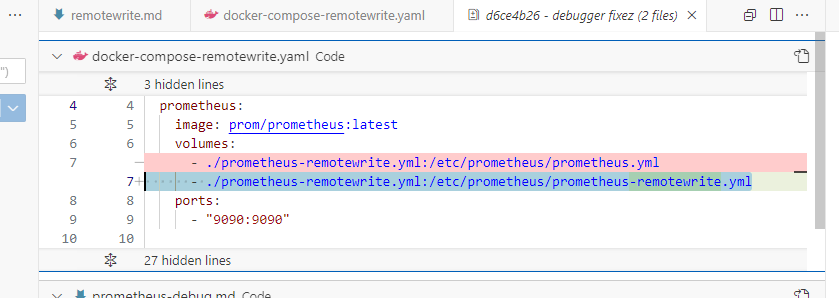 remotewrite.md docker-compose-remotewrite.yaml d6ce4b26 - debugger fixez (2 files)
")
docker-compose-remotewrite.yaml Code
3 hidden lines
4 4 prometheus:
5 5 image: prom/prometheus:latest
6 6 volumes:
7 - - ./prometheus-remotewrite.yml:/etc/prometheus/prometheus.yml
7+ - ./prometheus-remotewrite.yml:/etc/prometheus/prometheus-remotewrite.yml
8 8 ports:
9 9 - "9090:9090"
10 10
27 hidden lines
prometheus-debug.md Code